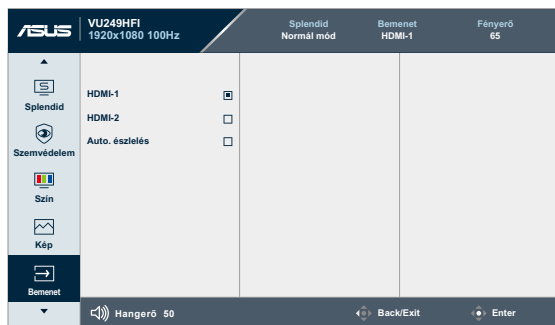 ASUS
VU249HFI
1920x1080 100Hz
Splendid
Normál mód
Bemenet
HDMI-1
Fényerő
65
Splendid
Szemvédelem
Szín
Kép
Bemenet
HDMI-1
HDMI-2
Auto. észlelés
Hangerő 50
Back/Exit
Enter